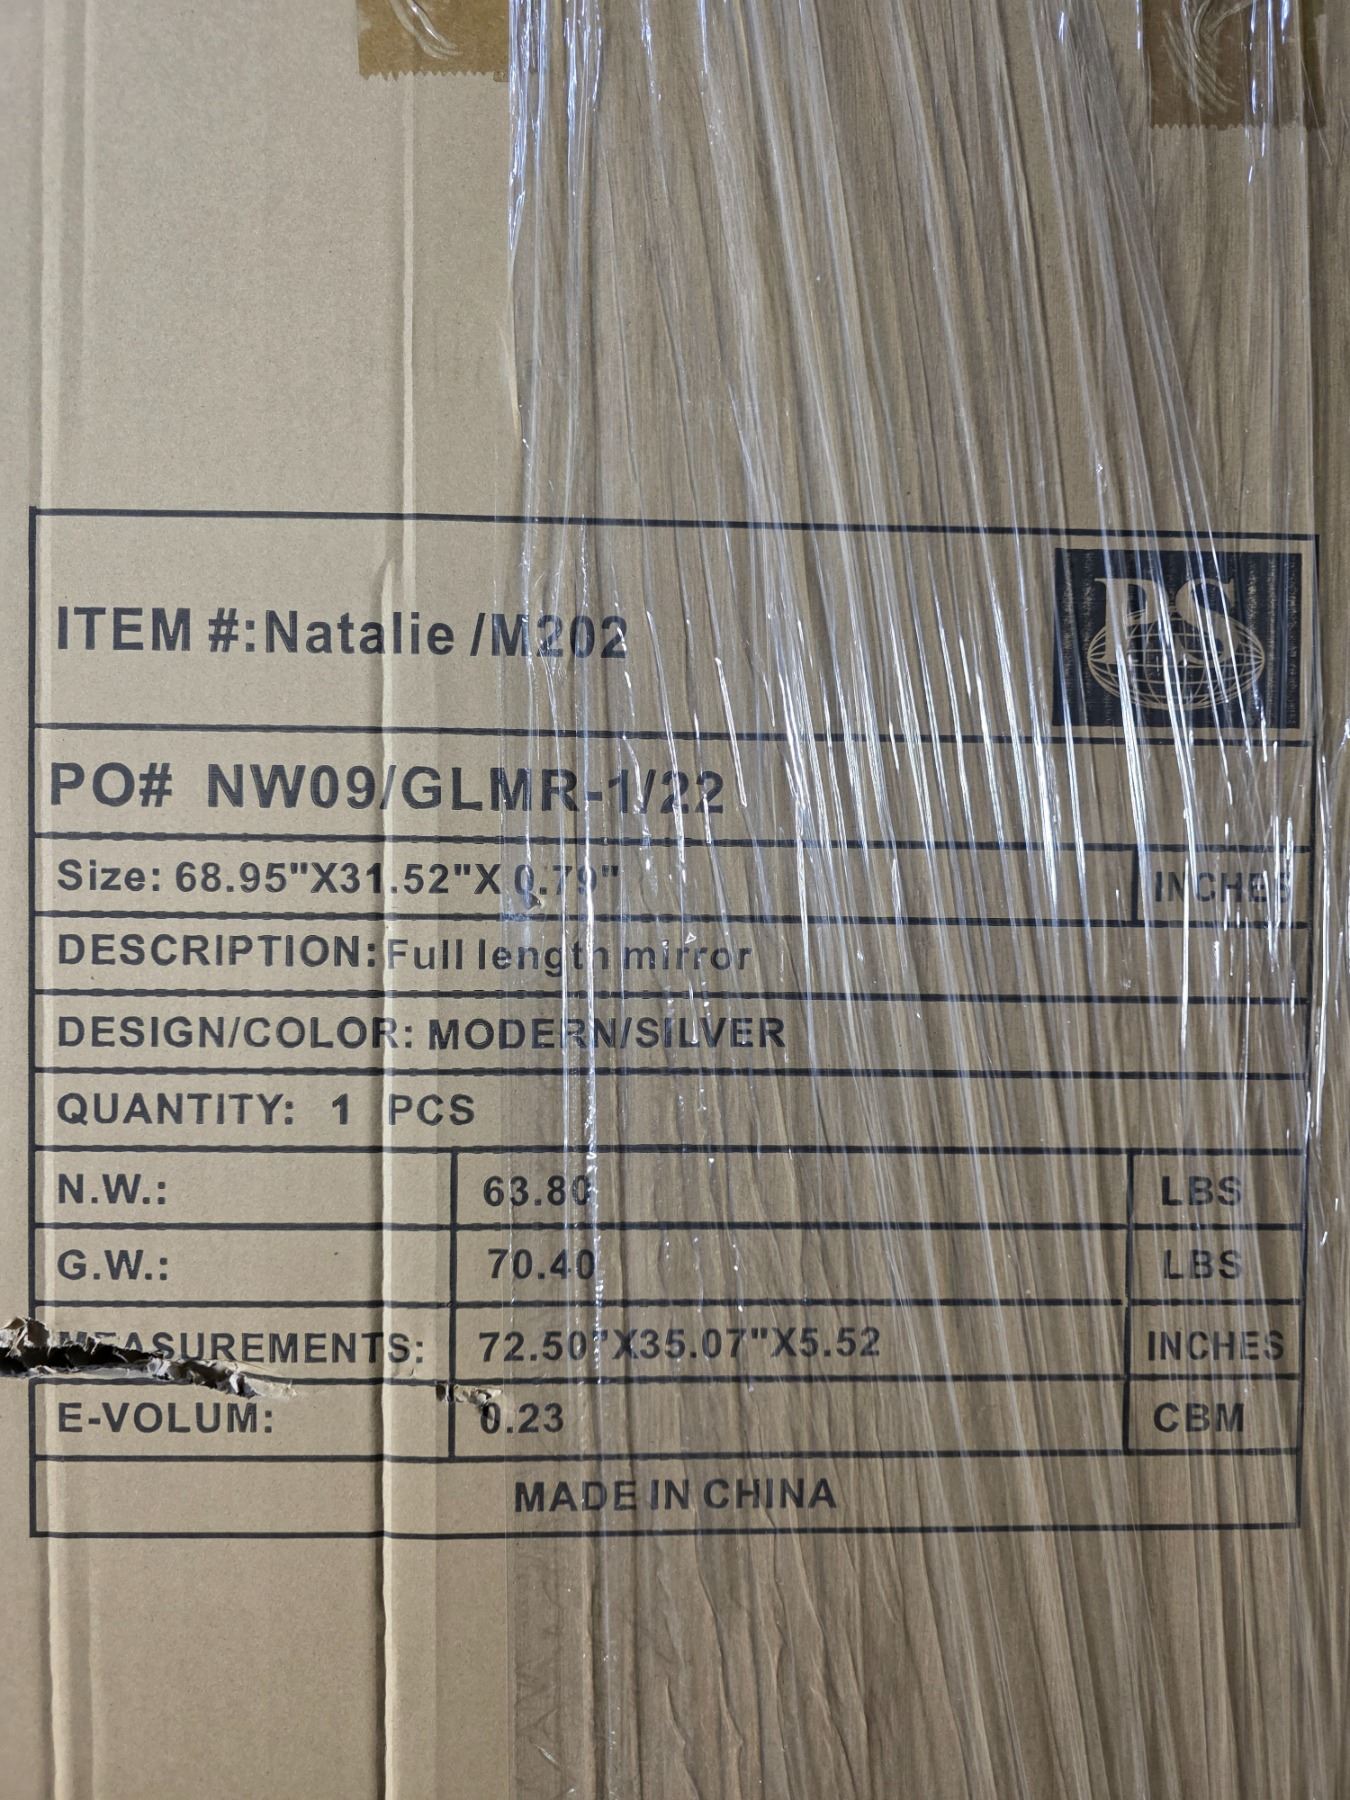 ITEM #:Natalie /M202
PO# NW09/GLMR-1/22
Size: 68.95"X31.52"X 0.79" INCHES
DESCRIPTION: Full length mirror
DESIGN/COLOR: MODERN/SILVER
QUANTITY: 1 PCS
N.W.: 63.80 LBS
G.W.: 70.40 LBS
MEASUREMENTS: 72.50"X35.07"X5.52 INCHES
E-VOLUM: 0.23 CBM
MADE IN CHINA